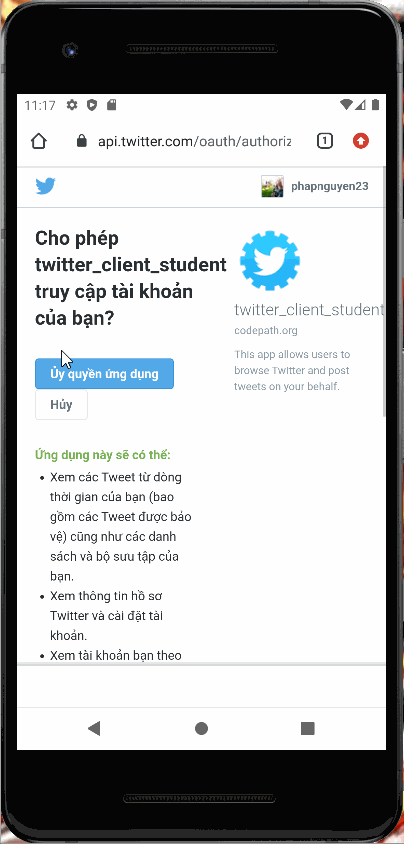 11:17
api.twitter.com/oauth/authoriz
1
phapnguyen23
Cho phép
twitter_client_student
truy cập tài khoản
của bạn?
Ủy quyền ứng dụng
Hủy
twitter_client_student
codepath.org
This app allows users to
browse Twitter and post
tweets on your behalf.
Ứng dụng này sẽ có thể:
Xem các Tweet từ dòng
thời gian của bạn (bao
gồm các Tweet được bảo
vệ) cũng như các danh
sách và bộ sưu tập của
bạn.
Xem thông tin hồ sơ
Twitter và cài đặt tài
khoản.
Xem tài khoản bạn theo